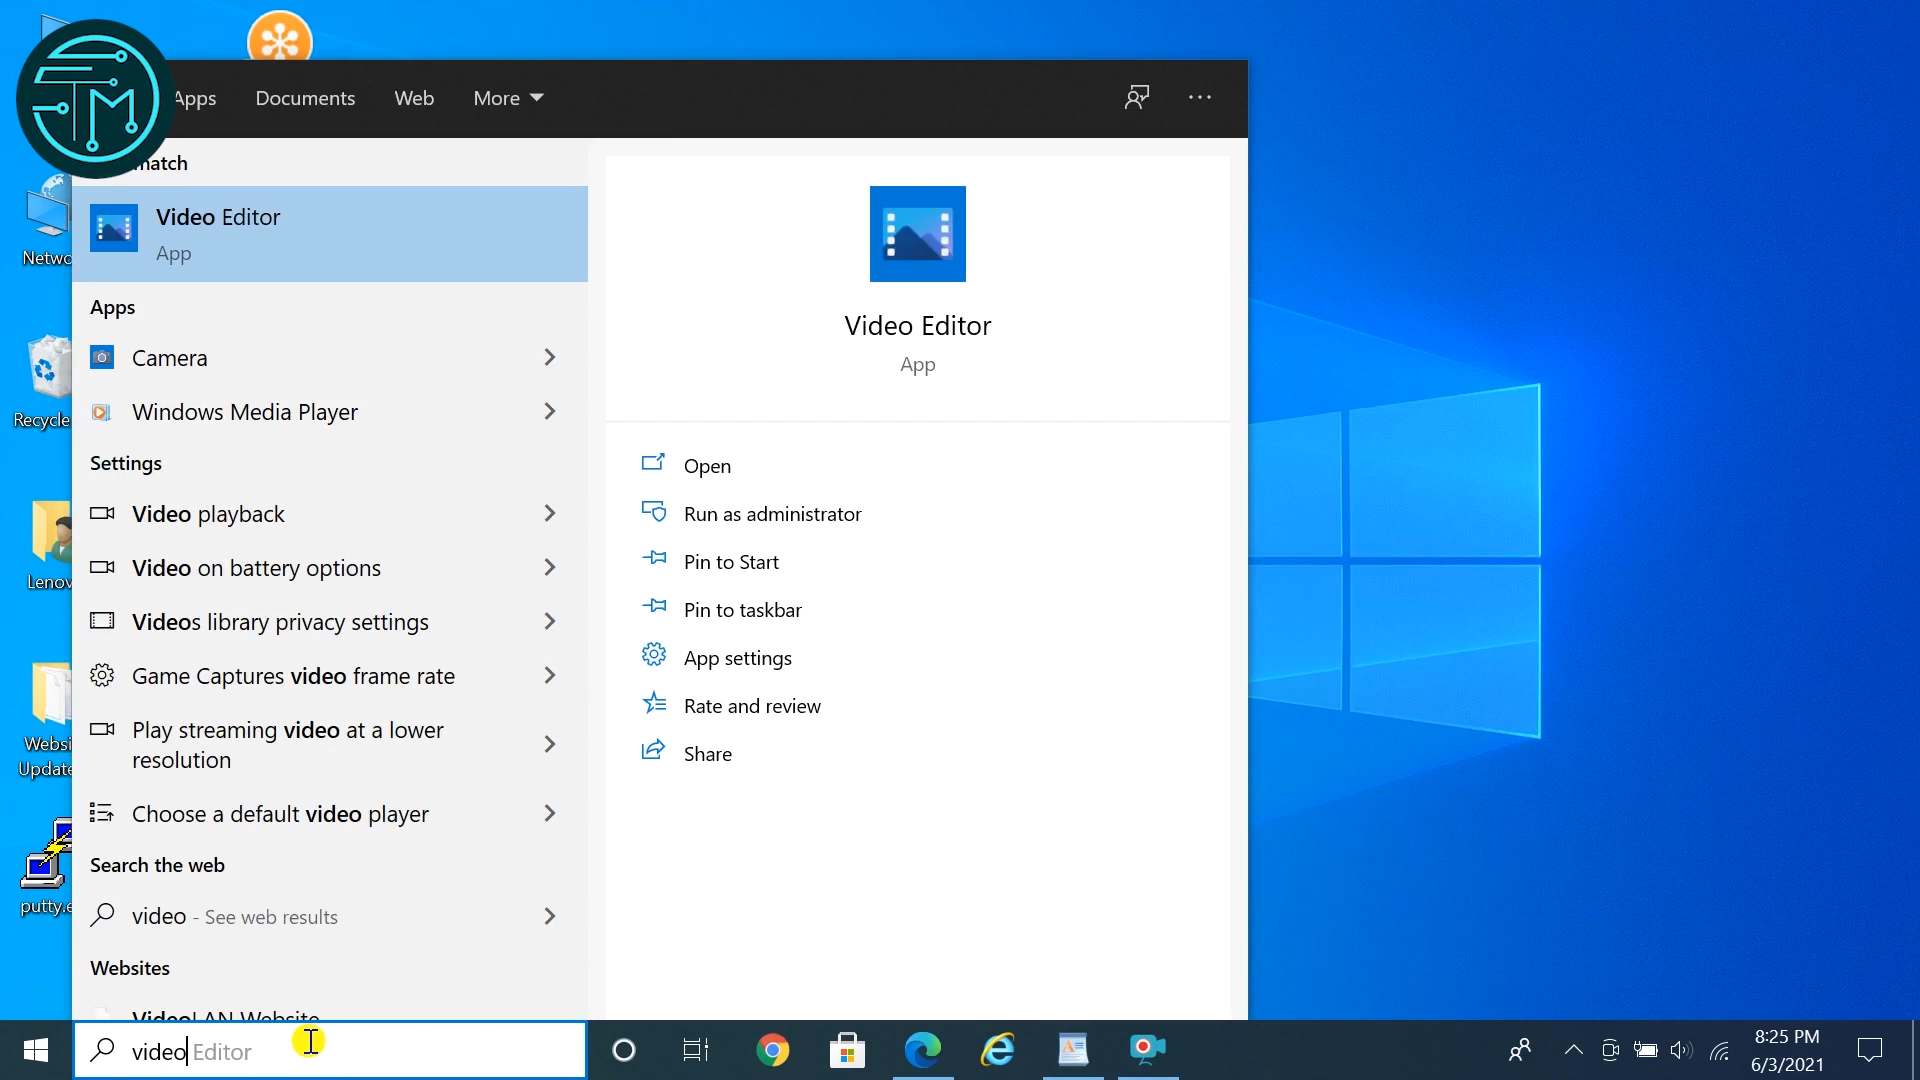 TM
Apps
Documents
Web
More
match
Video Editor
App
Apps
Camera
Windows Media Player
Settings
Video playback
Video on battery options
Videos library privacy settings
Game Captures video frame rate
Play streaming video at a lower
resolution
Choose a default video player
Search the web
video - See web results
Websites
VideoLAN Website
video Editor
Video Editor
App
Open
Run as administrator
Pin to Start
Pin to taskbar
App settings
Rate and review
Share
Netwo
Recycle
Lenov
Websi
Update
putty.e
8:25 PM
6/3/2021